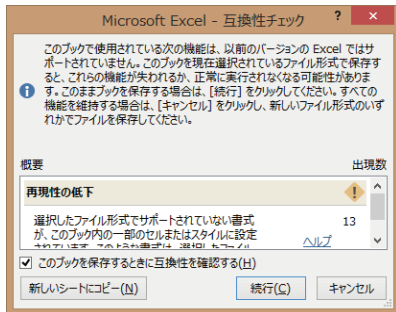 Microsoft Excel - 互換性チェック
?
×
このブックで使用されている次の機能は、以前のバージョンの Excel ではサ
ポートされていません。このブックを現在選択されているファイル形式で保存す
ると、これらの機能が失われるか、正常に実行されなくなる可能性がありま
す。このままブックを保存する場合は、[続行] をクリックしてください。すべての
機能を維持する場合は、[キャンセル] をクリックし、新しいファイル形式のいず
れかでファイルを保存してください。
概要 出現数
再現性の低下
選択したファイル形式でサポートされていない書式 13
が、このブック内の一部のセルまたはスタイルに設定
ヘルプ
このブックを保存するときに互換性を確認する(H)
新しいシートにコピー(N) 続行(C) キャンセル